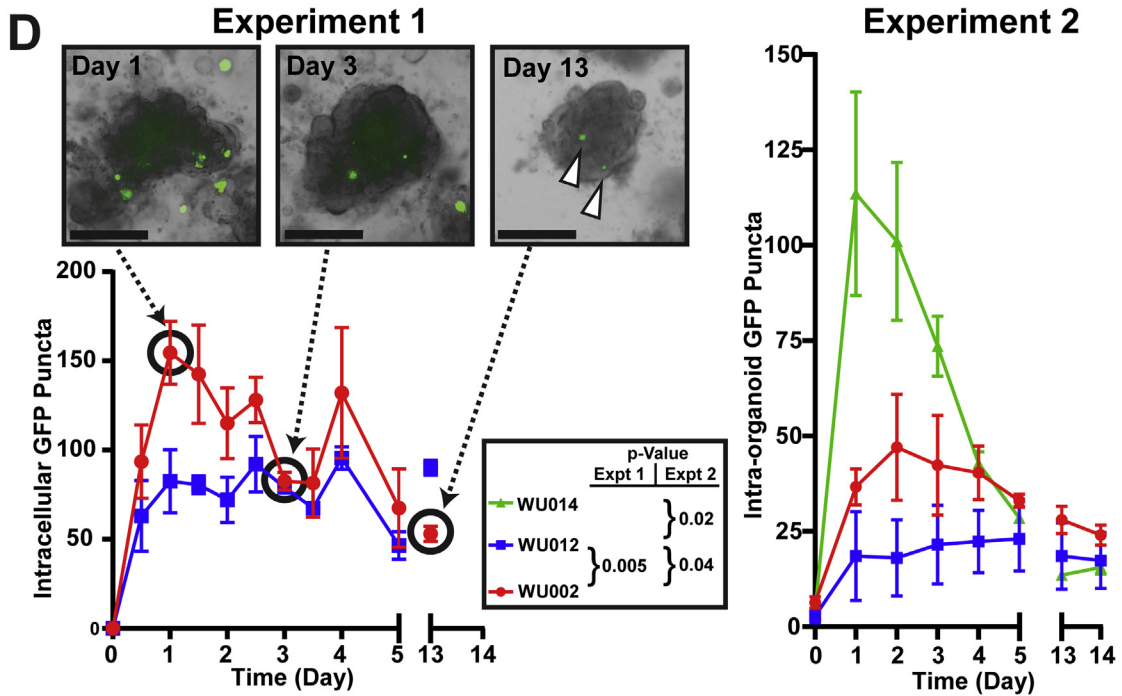 D
Experiment 1
Experiment 2
Day 1
Day 3
Day 13
Intracellular GFP Puncta
200
150
100
50
0
0 1 2 3 4 5 13 14
Time (Day)
p-Value
Expt 1 Expt 2
WU014
WU012
WU002
0.02
0.005
0.04
Intra-organoid GFP Puncta
150
125
100
75
50
25
0
0 1 2 3 4 5 13 14
Time (Day)